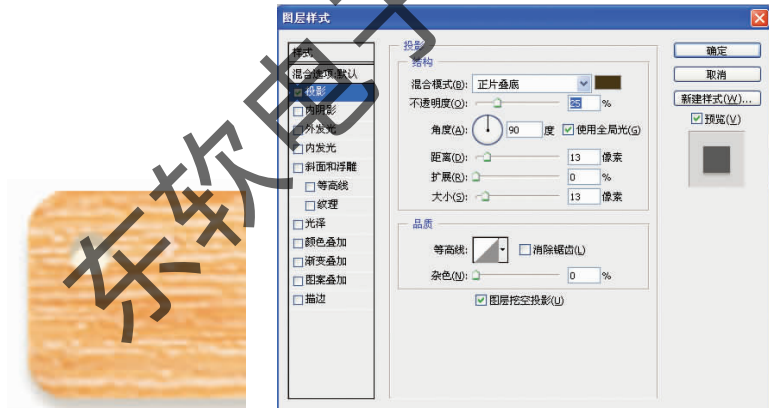 图层样式
样式
混合选项:默认
投影
内阴影
外发光
内发光
斜面和浮雕
等高线
纹理
光泽
颜色叠加
渐变叠加
图案叠加
描边
投影
结构
混合模式(B): 正片叠底
不透明度(O): 35 %
角度(A): 90 度 使用全局光(G)
距离(D): 13 像素
扩展(R): 0 %
大小(S): 13 像素
品质
等高线: 消除锯齿(L)
杂色(N): 0 %
图层挖空投影(U)
确定
取消
新建样式(W)...
预览(V)
东软电子